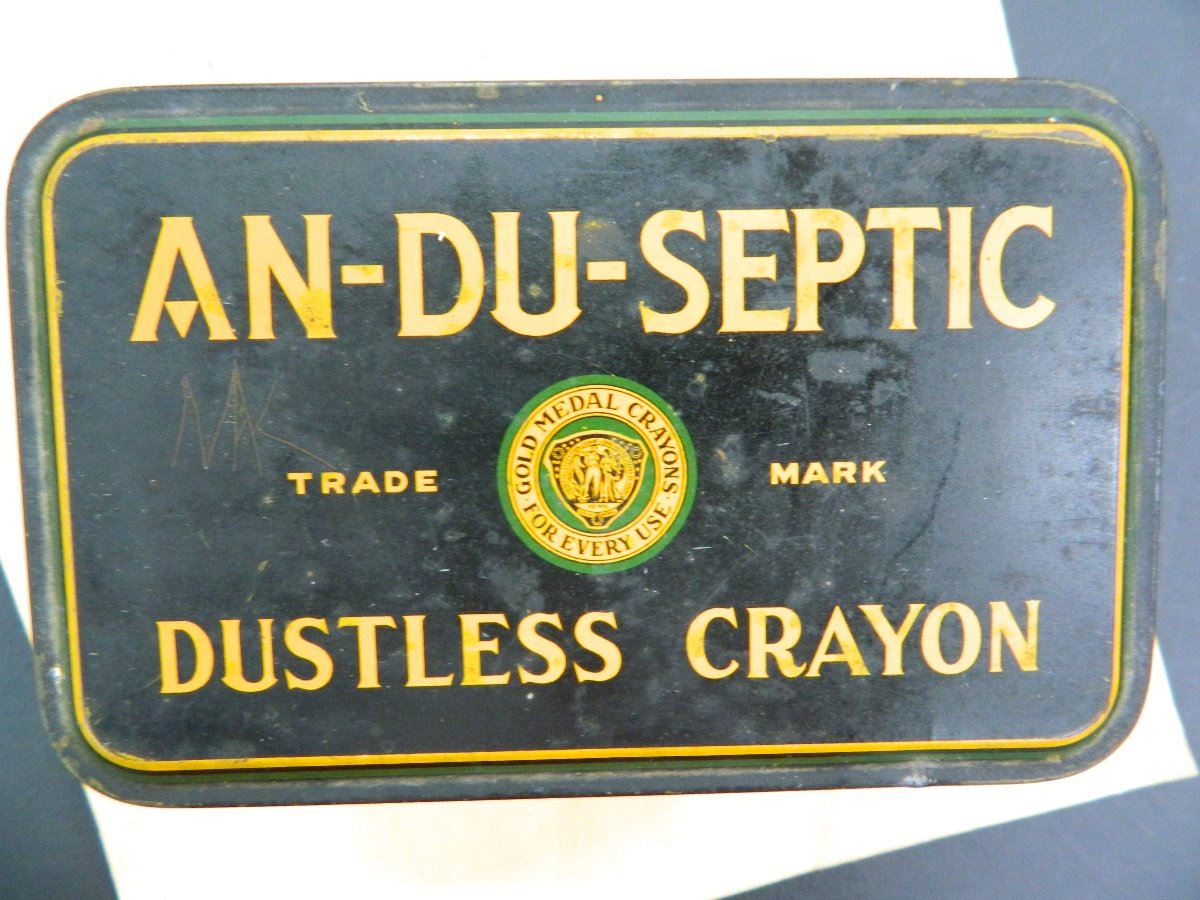 AN-DU-SEPTIC
TRADE MARK
GOLD MEDAL CRAYONS
· FOR EVERY USE ·
DUSTLESS CRAYON